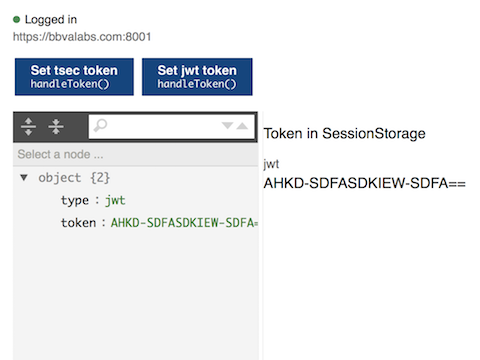 Logged in
https://bbvalabs.com:8001
Set tsec token
handleToken()
Set jwt token
handleToken()
Select a node ...
object {2}
type : jwt
token : AHKD-SDFASDKIEW-SDFA=
Token in SessionStorage
jwt
AHKD-SDFASDKIEW-SDFA==